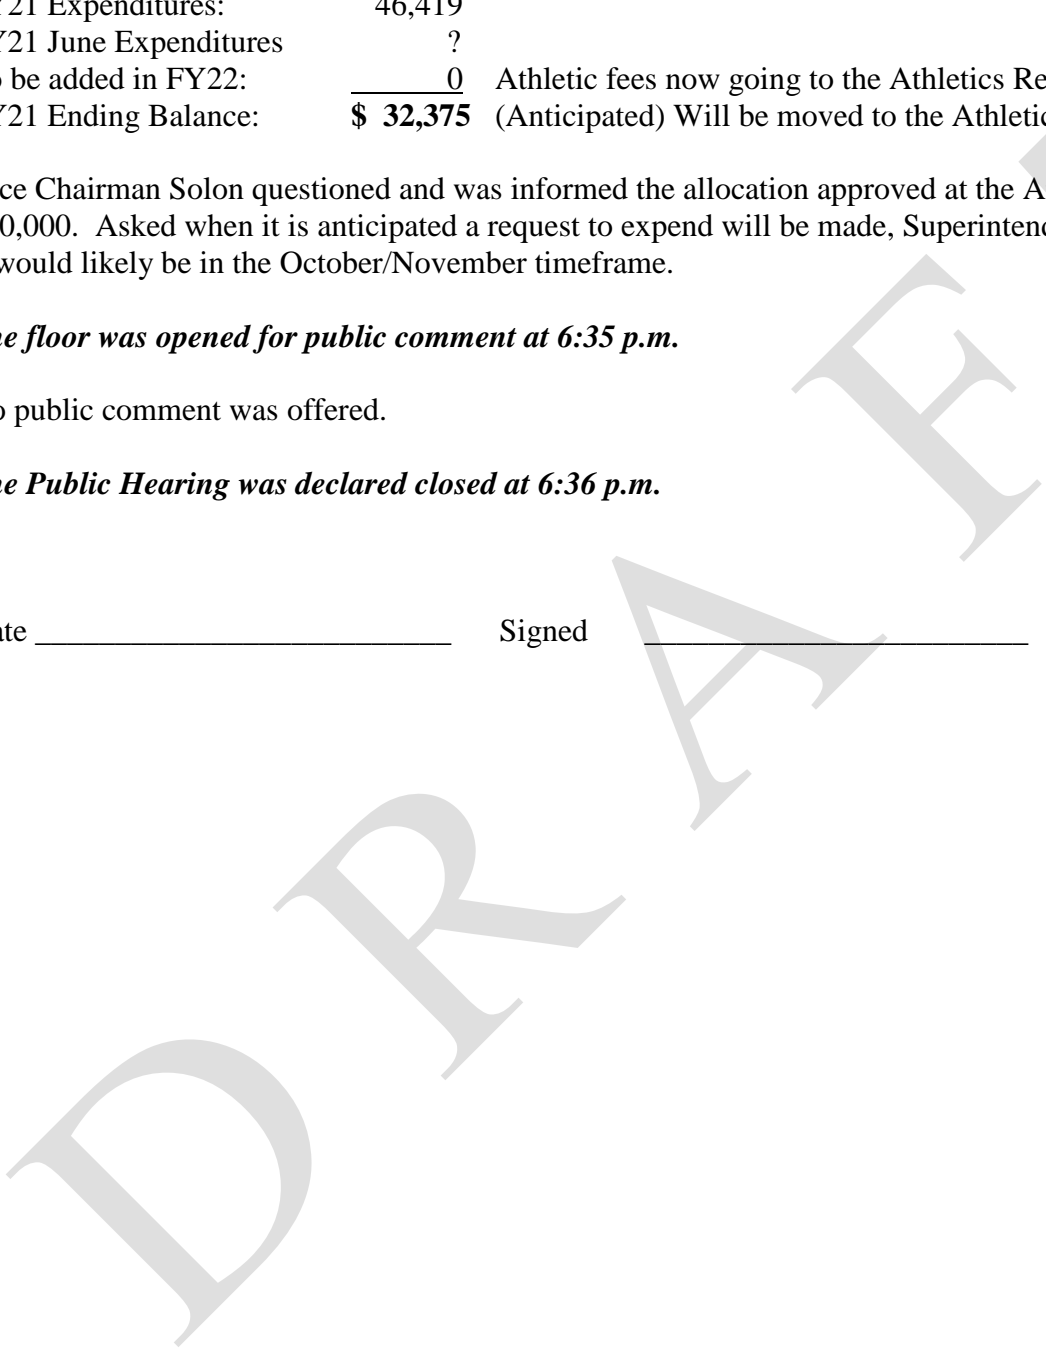 Y21 Expenditures: 46,419
Y21 June Expenditures ?
be added in FY22: 0 Athletic fees now going to the Athletics Re
Y21 Ending Balance: $ 32,375 (Anticipated) Will be moved to the Athletic
ce Chairman Solon questioned and was informed the allocation approved at the A
0,000. Asked when it is anticipated a request to expend will be made, Superintend
would likely be in the October/November timeframe.
e floor was opened for public comment at 6:35 p.m.
o public comment was offered.
e Public Hearing was declared closed at 6:36 p.m.
ate __________________________ Signed ________________________
DRAF